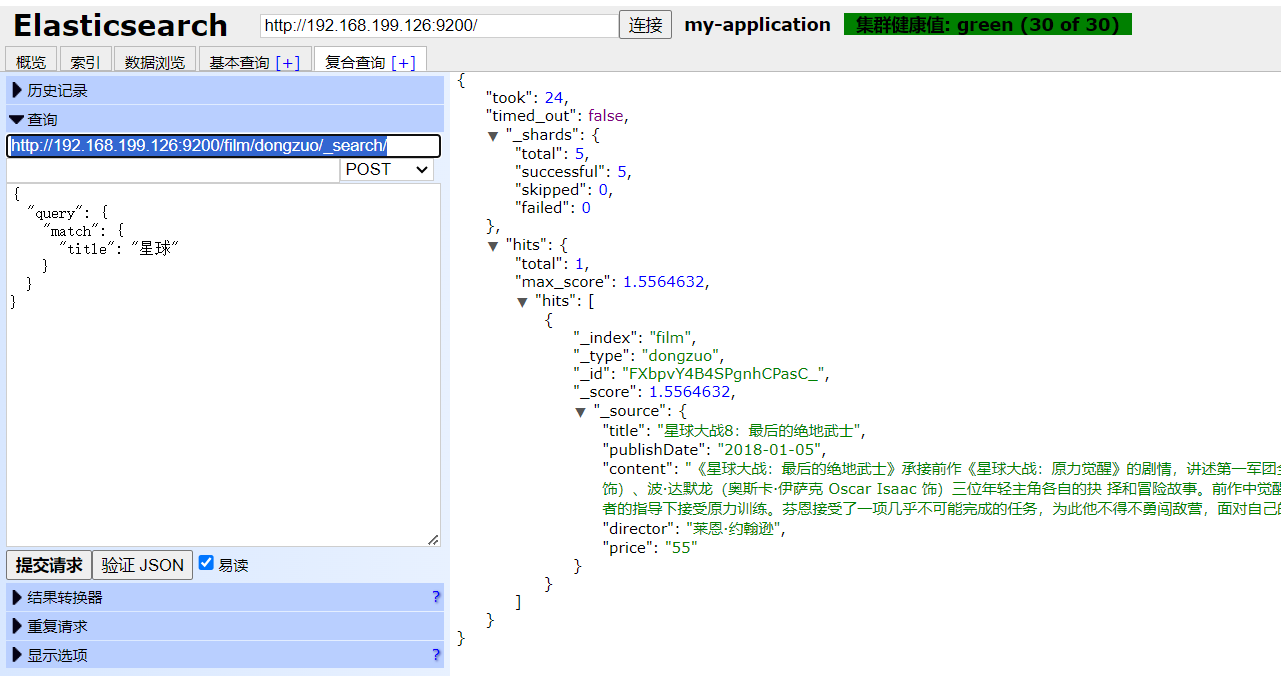 Elasticsearch http://192.168.199.126:9200/ 连接 my-application 集群健康值: green (30 of 30)
概览 索引 数据浏览 基本查询 [+] 复合查询 [+]
历史记录
查询
http://192.168.199.126:9200/film/dongzuo/_search/
POST
{
"query": {
"match": {
"title": "星球"
}
}
}
提交请求 验证 JSON 易读
结果转换器 ?
重复请求
显示选项 ?
{
"took": 24,
"timed_out": false,
▼ "_shards": {
"total": 5,
"successful": 5,
"skipped": 0,
"failed": 0
},
▼ "hits": {
"total": 1,
"max_score": 1.5564632,
▼ "hits": [
{
"_index": "film",
"_type": "dongzuo",
"_id": "FXbpvY4B4SPgnhCPasC_",
"_score": 1.5564632,
▼ "_source": {
"title": "星球大战8：最后的绝地武士",
"publishDate": "2018-01-05",
"content": "《星球大战：最后的绝地武士》承接前作《星球大战：原力觉醒》的剧情，讲述第一军团
饰）、波·达默龙（奥斯卡·伊萨克 Oscar Isaac 饰）三位年轻主角各自的抉 择和冒险故事。前作中觉醒
者的指导下接受原力训练。芬恩接受了一项几乎不可能完成的任务，为此他不得不勇闯敌营，面对自己的
"director": "莱恩·约翰逊",
"price": "55"
}
}
]
}
}